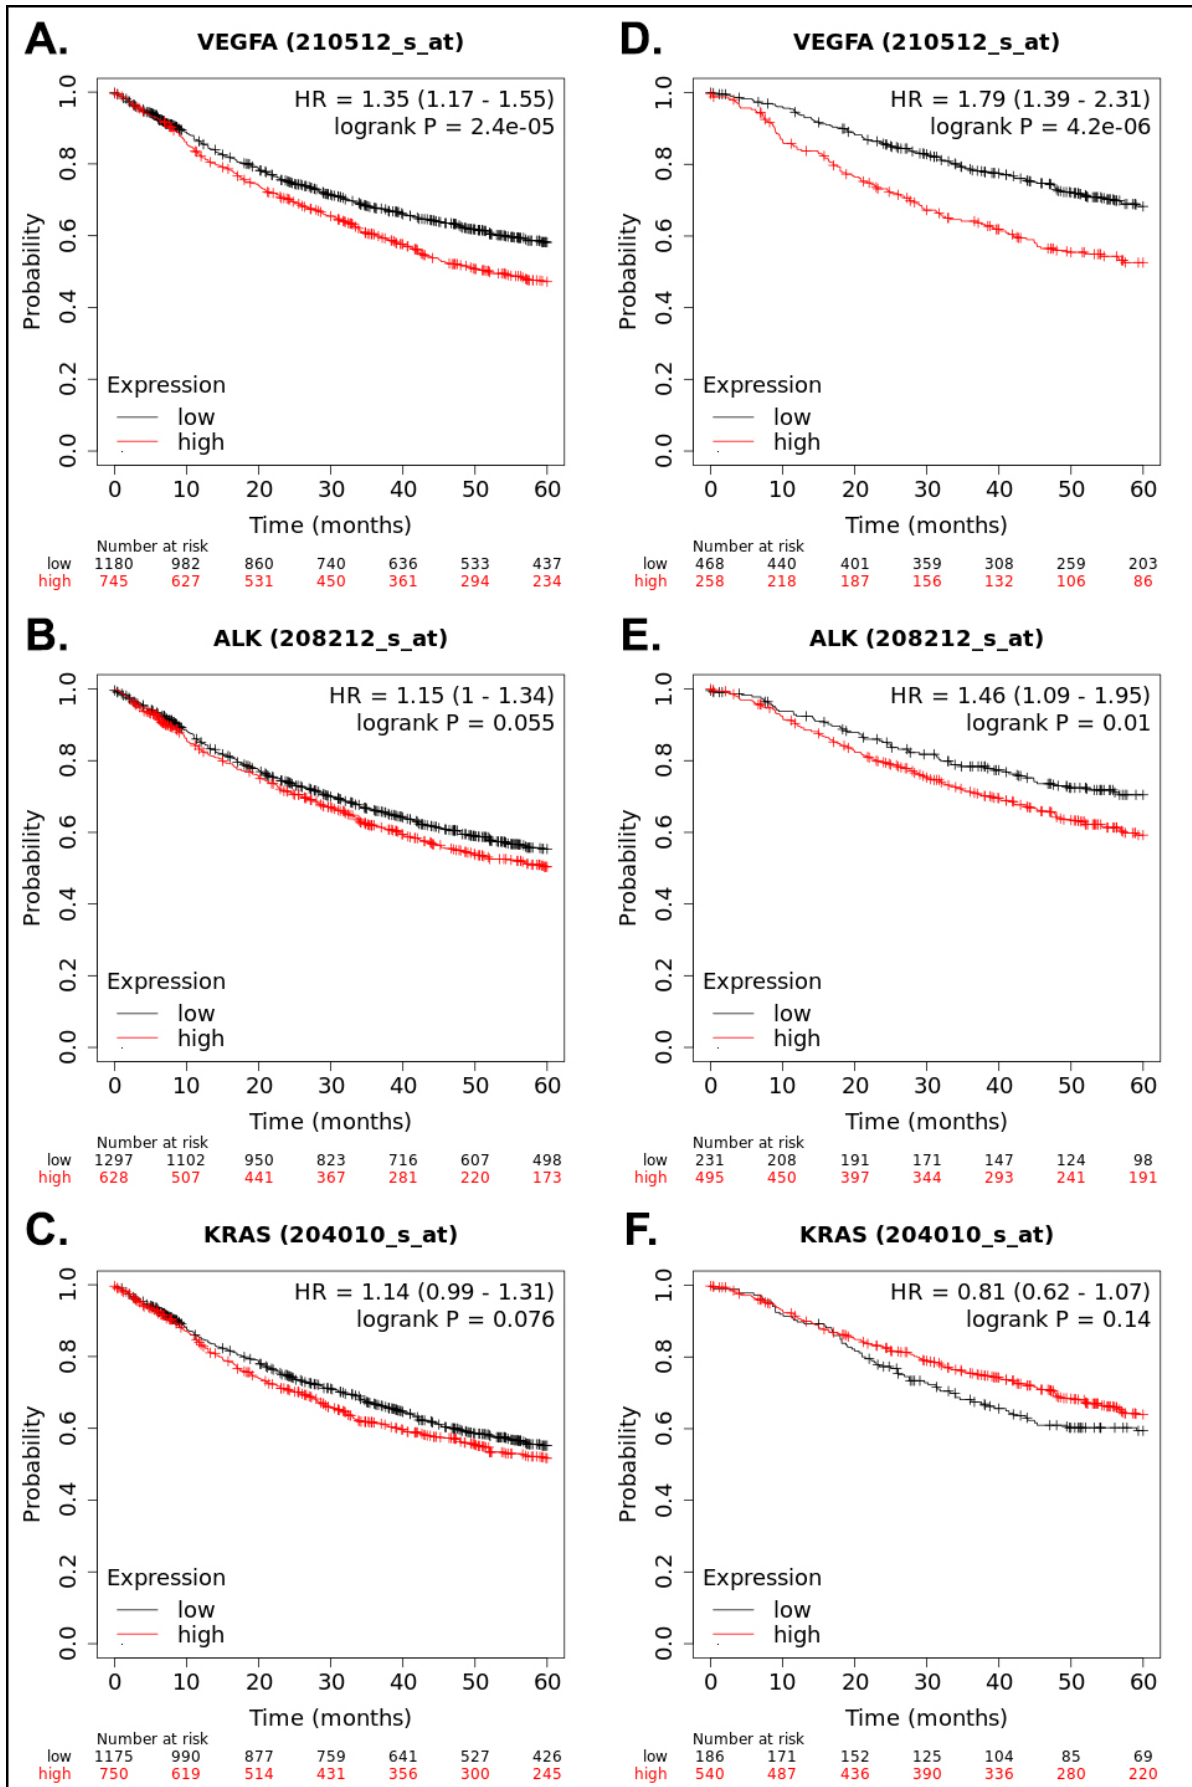 A.
VEGFA (210512_s_at)
HR = 1.35 (1.17 - 1.55)
logrank P = 2.4e-05
Probability
1.0
0.8
0.6
0.4
0.2
0.0
Expression
low
high
0 10 20 30 40 50 60
Time (months)
Number at risk
low 1180 982 860 740 636 533 437
high 745 627 531 450 361 294 234
D.
VEGFA (210512_s_at)
HR = 1.79 (1.39 - 2.31)
logrank P = 4.2e-06
Probability
1.0
0.8
0.6
0.4
0.2
0.0
Expression
low
high
0 10 20 30 40 50 60
Time (months)
Number at risk
low 468 440 401 359 308 259 203
high 258 218 187 156 132 106 86
B.
ALK (208212_s_at)
HR = 1.15 (1 - 1.34)
logrank P = 0.055
Probability
1.0
0.8
0.6
0.4
0.2
0.0
Expression
low
high
0 10 20 30 40 50 60
Time (months)
Number at risk
low 1297 1102 950 823 716 607 498
high 628 507 441 367 281 220 173
E.
ALK (208212_s_at)
HR = 1.46 (1.09 - 1.95)
logrank P = 0.01
Probability
1.0
0.8
0.6
0.4
0.2
0.0
Expression
low
high
0 10 20 30 40 50 60
Time (months)
Number at risk
low 231 208 191 171 147 124 98
high 495 450 397 344 293 241 191
C.
KRAS (204010_s_at)
HR = 1.14 (0.99 - 1.31)
logrank P = 0.076
Probability
1.0
0.8
0.6
0.4
0.2
0.0
Expression
low
high
0 10 20 30 40 50 60
Time (months)
Number at risk
low 1175 990 877 759 641 527 426
high 750 619 514 431 356 300 245
F.
KRAS (204010_s_at)
HR = 0.81 (0.62 - 1.07)
logrank P = 0.14
Probability
1.0
0.8
0.6
0.4
0.2
0.0
Expression
low
high
0 10 20 30 40 50 60
Time (months)
Number at risk
low 186 171 152 125 104 85 69
high 540 487 436 390 336 280 220